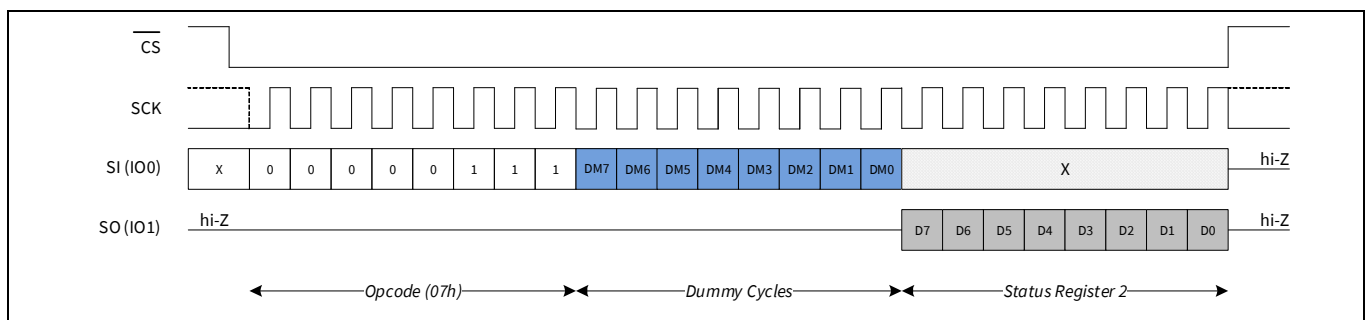 CS
SCK
SI (IO0) X 0 0 0 0 0 1 1 1 DM7 DM6 DM5 DM4 DM3 DM2 DM1 DM0 X hi-Z
SO (IO1) hi-Z D7 D6 D5 D4 D3 D2 D1 D0 hi-Z
Opcode (07h) Dummy Cycles Status Register 2